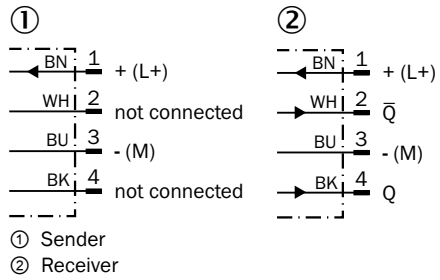 ① ②
BN 1 + (L+) BN 1 + (L+)
WH 2 not connected WH 2 Q̅
BU 3 - (M) BU 3 - (M)
BK 4 not connected BK 4 Q
① Sender
② Receiver